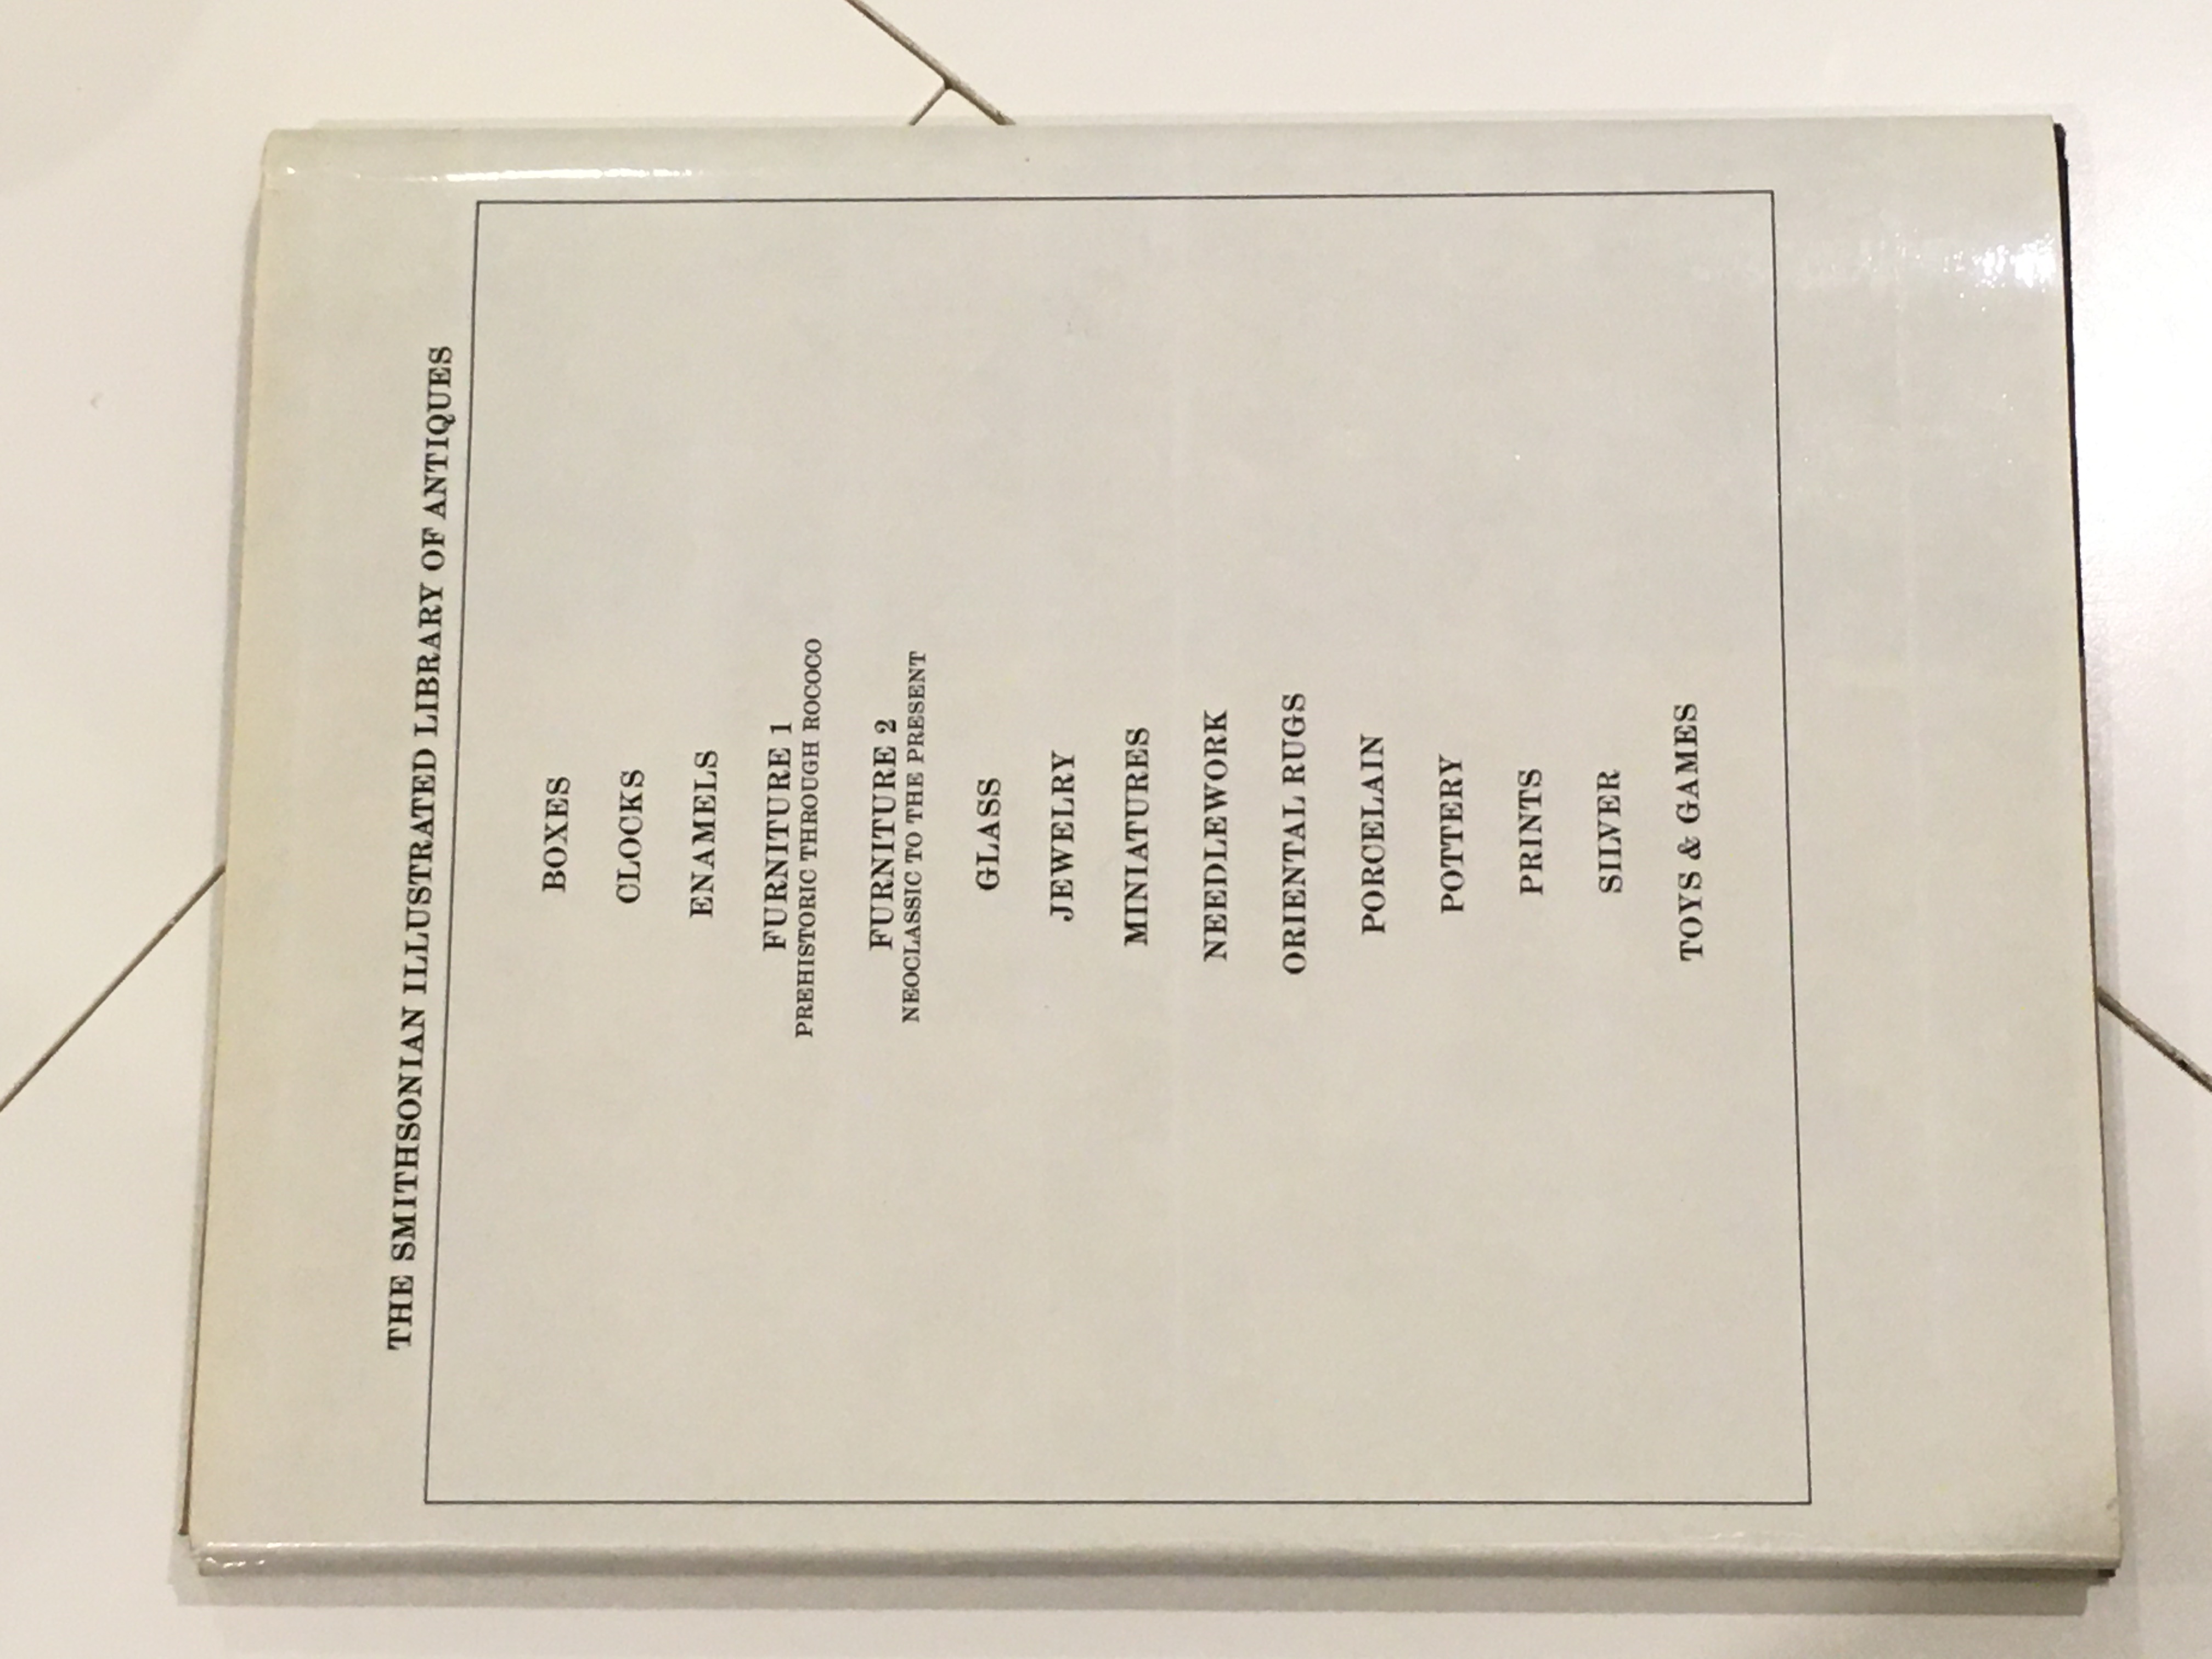 THE SMITHSONIAN ILLUSTRATED LIBRARY OF ANTIQUES
BOXES
CLOCKS
ENAMELS
FURNITURE 1
PREHISTORIC THROUGH ROCOCO
FURNITURE 2
NEOCLASSIC TO THE PRESENT
GLASS
JEWELRY
MINIATURES
NEEDLEWORK
ORIENTAL RUGS
PORCELAIN
POTTERY
PRINTS
SILVER
TOYS & GAMES